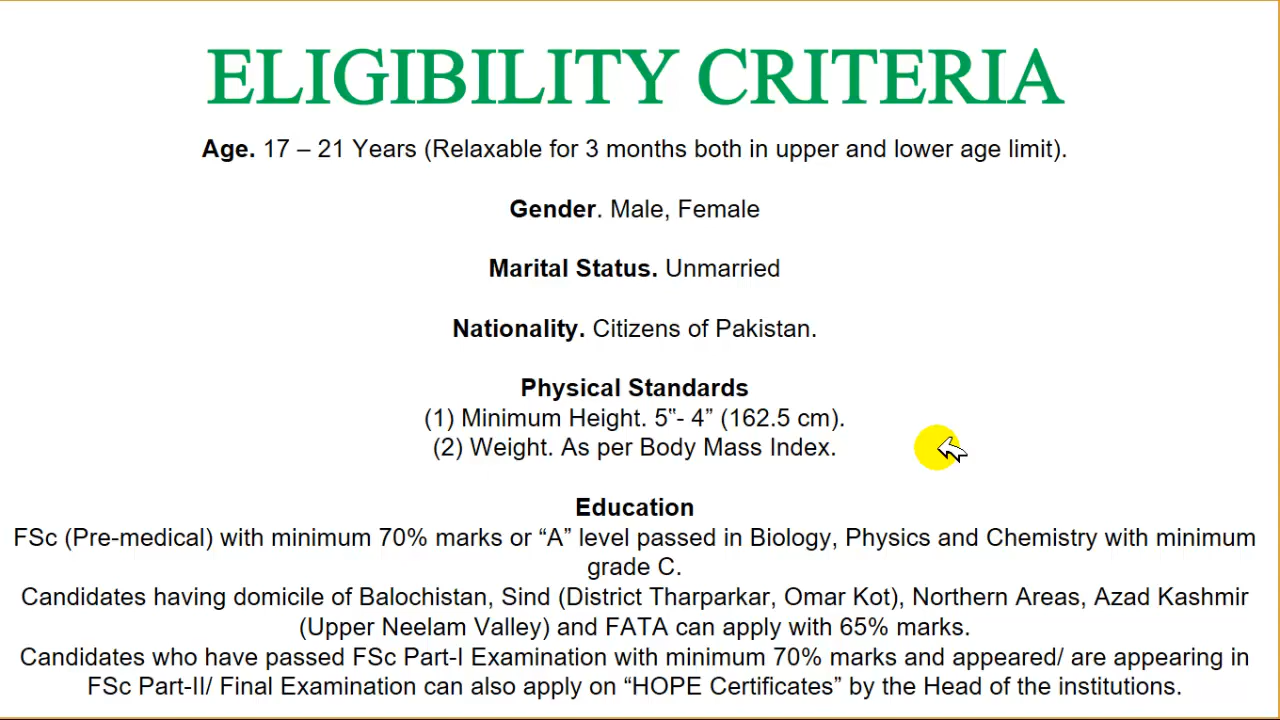 ELIGIBILITY CRITERIA
Age. 17 – 21 Years (Relaxable for 3 months both in upper and lower age limit).
Gender. Male, Female
Marital Status. Unmarried
Nationality. Citizens of Pakistan.
Physical Standards
(1) Minimum Height. 5‟- 4” (162.5 cm).
(2) Weight. As per Body Mass Index.
Education
FSc (Pre-medical) with minimum 70% marks or “A” level passed in Biology, Physics and Chemistry with minimum
grade C.
Candidates having domicile of Balochistan, Sind (District Tharparkar, Omar Kot), Northern Areas, Azad Kashmir
(Upper Neelam Valley) and FATA can apply with 65% marks.
Candidates who have passed FSc Part-I Examination with minimum 70% marks and appeared/ are appearing in
FSc Part-II/ Final Examination can also apply on “HOPE Certificates” by the Head of the institutions.